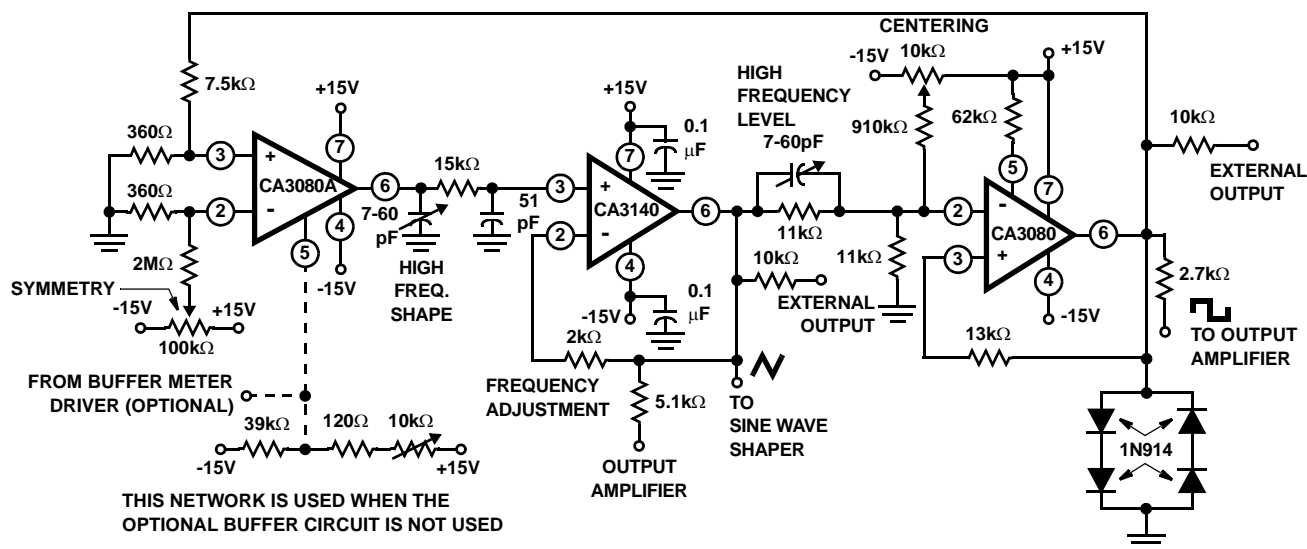 CENTERING
-15V
10kΩ
+15V
7.5kΩ
+15V
+15V
HIGH
FREQUENCY
LEVEL
7-60pF
910kΩ
62kΩ
10kΩ
EXTERNAL
OUTPUT
360Ω
3
+
7
CA3080A
6
4
360Ω
2
-
5
-15V
2MΩ
SYMMETRY
-15V
+15V
100kΩ
7-60
pF
15kΩ
51
pF
HIGH
FREQ.
SHAPE
0.1
μF
7
3
+
CA3140
6
2
-
4
0.1
μF
-15V
11kΩ
10kΩ
EXTERNAL
OUTPUT
11kΩ
5
7
2
-
CA3080
6
3
+
4
-15V
2.7kΩ
TO OUTPUT
AMPLIFIER
13kΩ
2kΩ
FREQUENCY
ADJUSTMENT
5.1kΩ
OUTPUT
AMPLIFIER
TO
SINE WAVE
SHAPER
1N914
FROM BUFFER METER
DRIVER (OPTIONAL)
39kΩ
120Ω
10kΩ
-15V
+15V
THIS NETWORK IS USED WHEN THE
OPTIONAL BUFFER CIRCUIT IS NOT USED